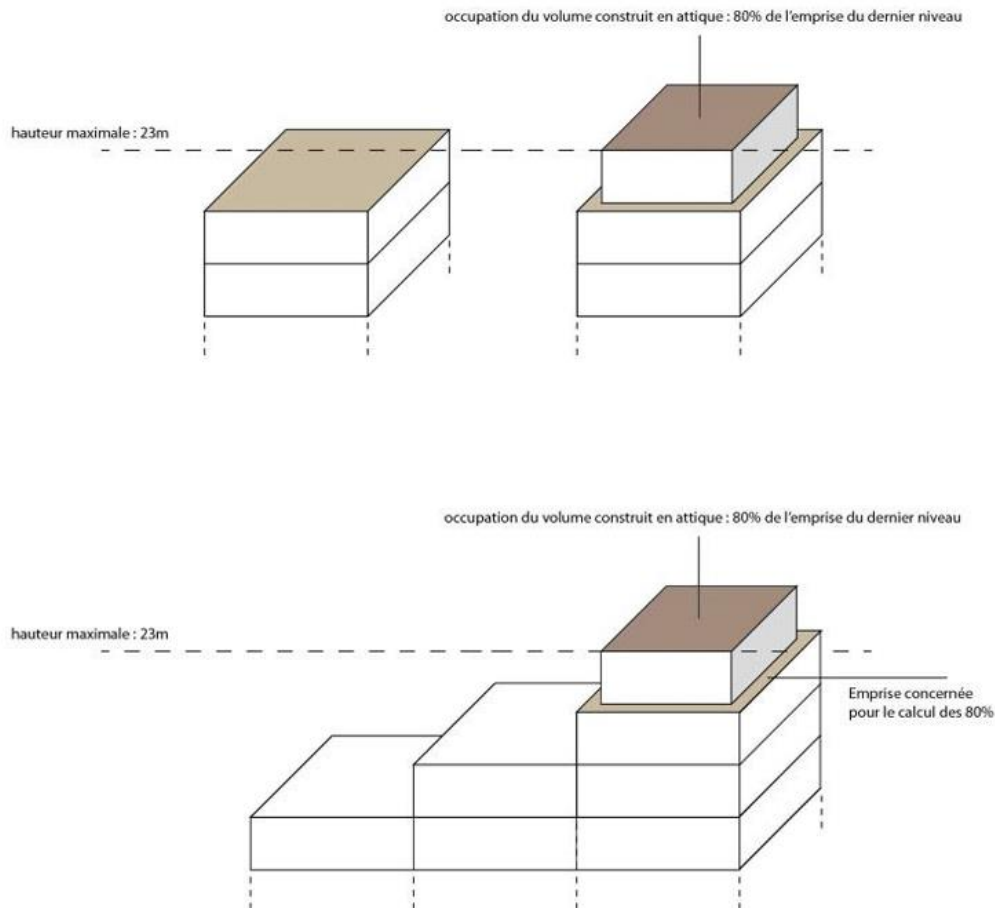 occupation du volume construit en attique : 80% de l'emprise du dernier niveau
hauteur maximale : 23m
occupation du volume construit en attique : 80% de l'emprise du dernier niveau
hauteur maximale : 23m
Emprise concernée
pour le calcul des 80%